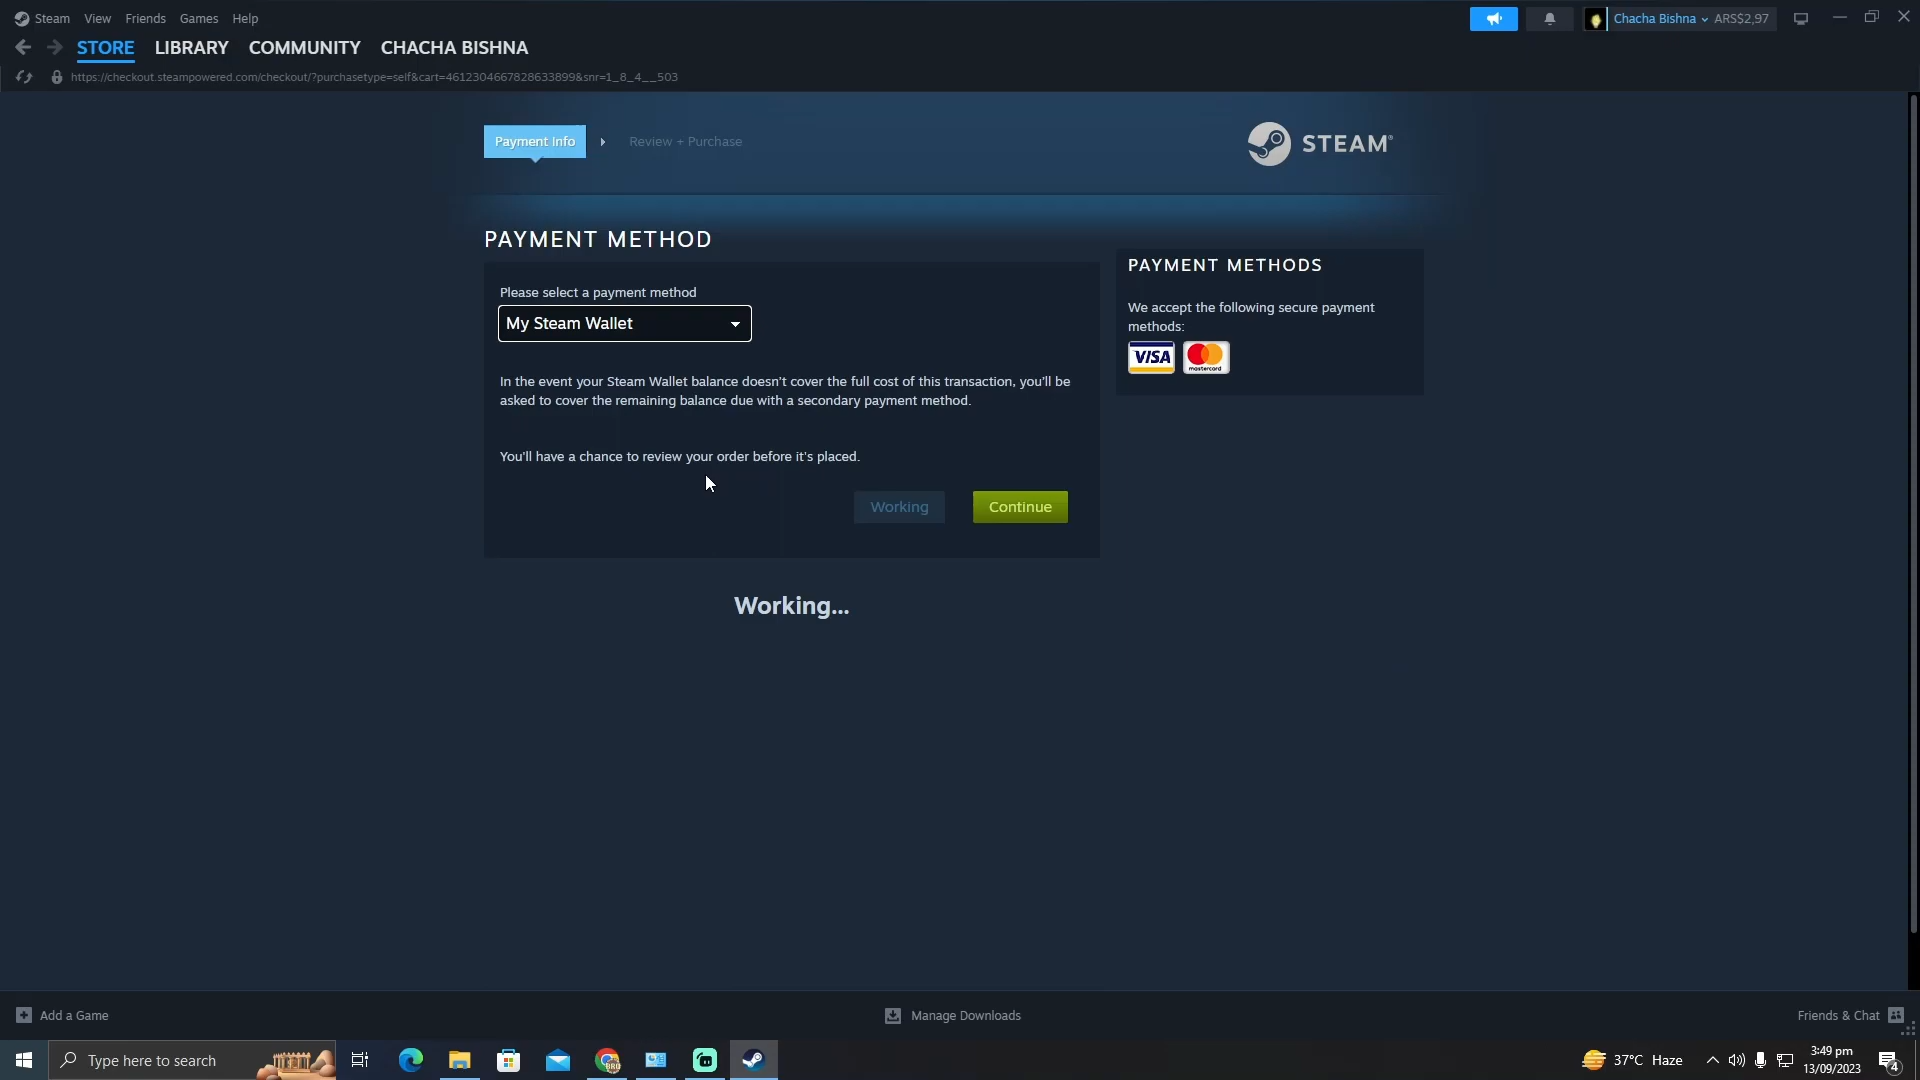 Steam View Friends Games Help
Chacha Bishna ARS$2,97
STORE LIBRARY COMMUNITY CHACHA BISHNA
https://checkout.steampowered.com/checkout/?purchasetype=self&cart=4612304667828633899&snr=1_8_4__503
Payment Info Review + Purchase
STEAM®
PAYMENT METHOD
Please select a payment method
My Steam Wallet
In the event your Steam Wallet balance doesn't cover the full cost of this transaction, you'll be
asked to cover the remaining balance due with a secondary payment method.
You'll have a chance to review your order before it's placed.
Working Continue
Working...
PAYMENT METHODS
We accept the following secure payment
methods:
VISA mastercard
Add a Game Manage Downloads Friends & Chat
Type here to search
37°C Haze
3:49 pm
13/09/2023
4